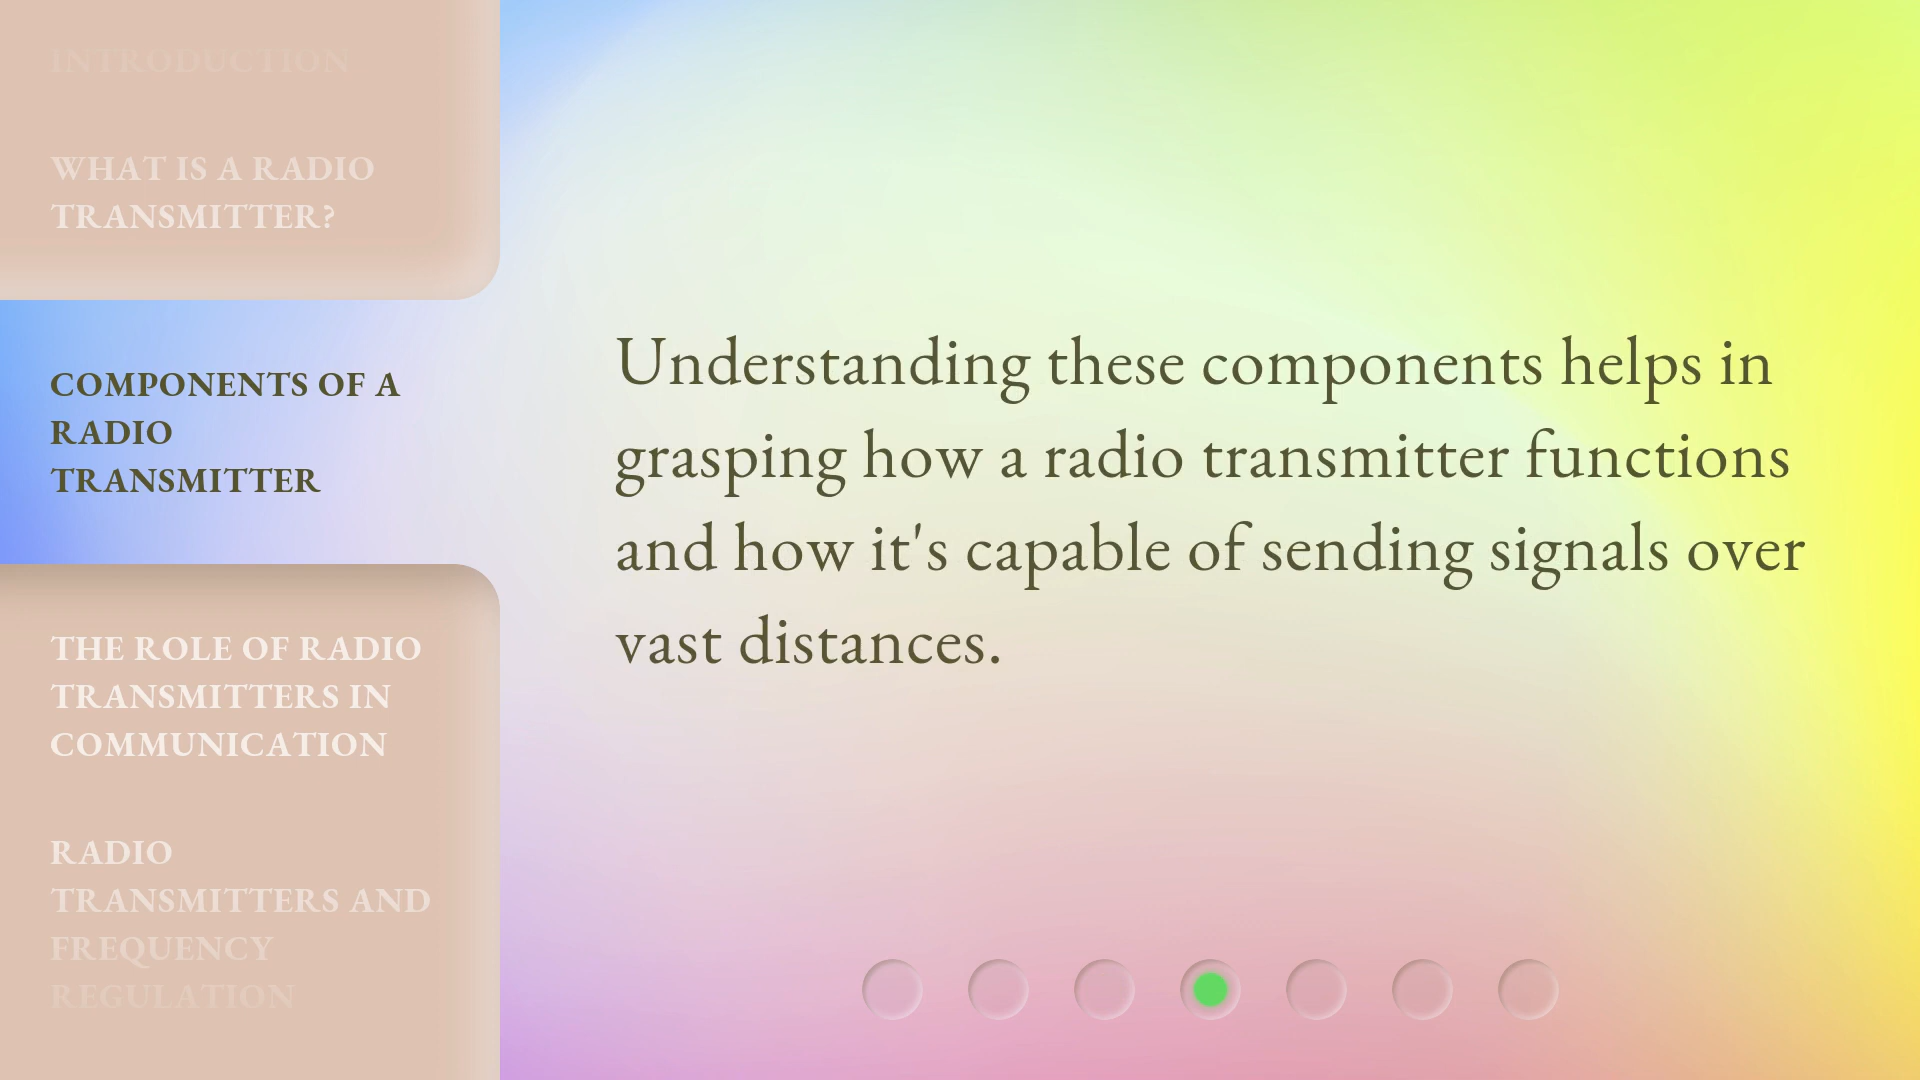 INTRODUCTION
WHAT IS A RADIO
TRANSMITTER?
COMPONENTS OF A
RADIO
TRANSMITTER
THE ROLE OF RADIO
TRANSMITTERS IN
COMMUNICATION
RADIO
TRANSMITTERS AND
FREQUENCY
REGULATION
Understanding these components helps in
grasping how a radio transmitter functions
and how it's capable of sending signals over
vast distances.